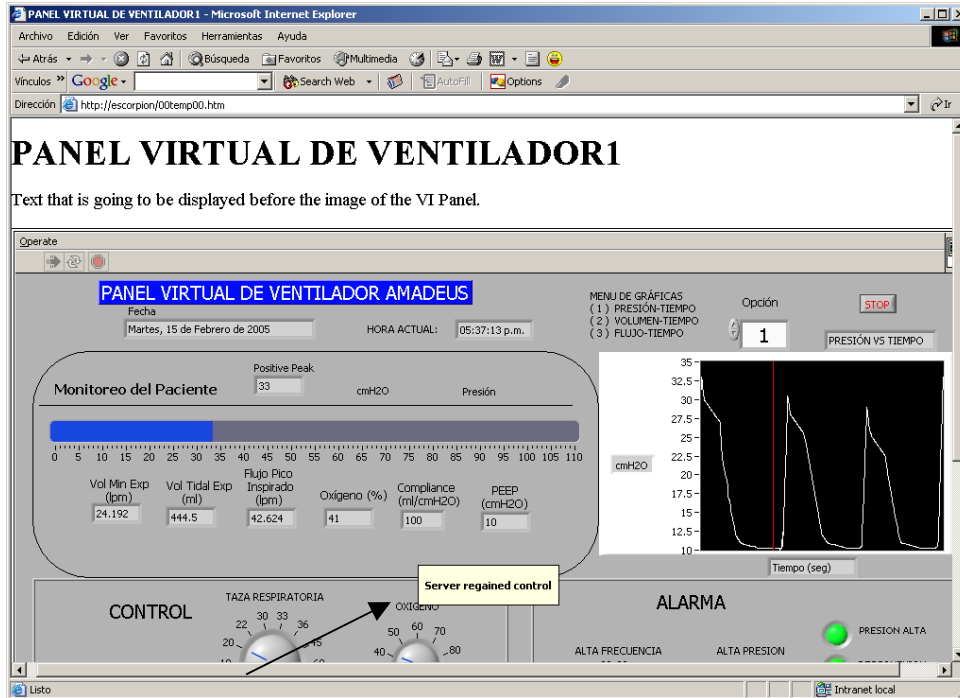 PANEL VIRTUAL DE VENTILADOR1 - Microsoft Internet Explorer
Archivo Edición Ver Favoritos Herramientas Ayuda
Atrás Búsqueda Favoritos Multimedia
Vínculos » Google Search Web AutoFill Options
Dirección http://escorpion/00temp00.htm Ir
PANEL VIRTUAL DE VENTILADOR1
Text that is going to be displayed before the image of the VI Panel.
Operate
PANEL VIRTUAL DE VENTILADOR AMADEUS
Fecha
Martes, 15 de Febrero de 2005
HORA ACTUAL: 05:37:13 p.m.
MENU DE GRÁFICAS
( 1 ) PRESIÓN-TIEMPO
( 2 ) VOLUMEN-TIEMPO
( 3 ) FLUJO-TIEMPO
Opción
1
STOP
PRESIÓN VS TIEMPO
Monitoreo del Paciente
Positive Peak
33
cmH2O
Presión
0 5 10 15 20 25 30 35 40 45 50 55 60 65 70 75 80 85 90 95 100 105 110
Vol Min Exp
(lpm)
24.192
Vol Tidal Exp
(ml)
444.5
Flujo Pico
Inspirado
(lpm)
42.624
Oxígeno (%)
41
Compliance
(ml/cmH2O)
100
PEEP
(cmH2O)
10
35
32.5
30
27.5
25
22.5
20
17.5
15
12.5
10
cmH2O
Tiempo (seg)
Server regained control
CONTROL
TAZA RESPIRATORIA
20 22 30 33 36 45
OXIGENO
40 50 60 70 80
ALARMA
PRESION ALTA
ALTA FRECUENCIA
ALTA PRESION
Listo
Intranet local